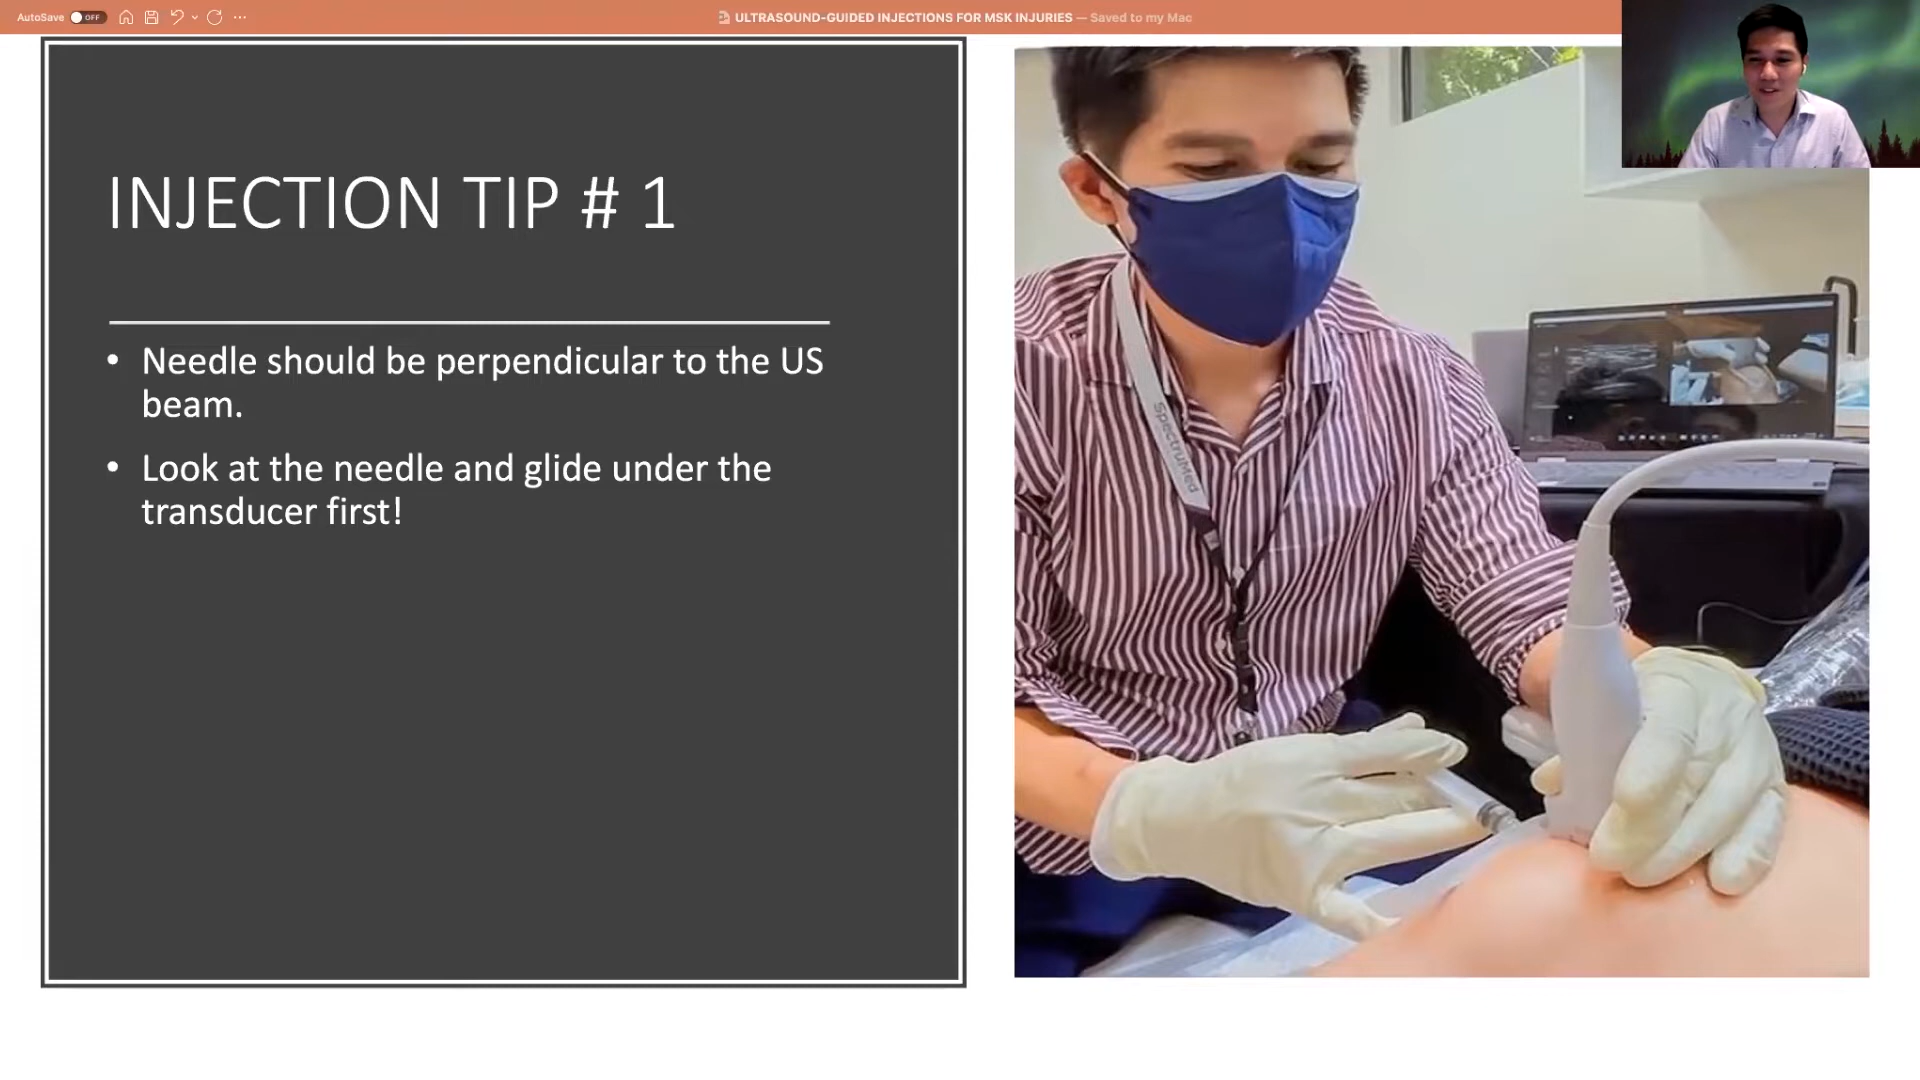 AutoSave OFF
ULTRASOUND-GUIDED INJECTIONS FOR MSK INJURIES — Saved to my Mac
INJECTION TIP # 1
• Needle should be perpendicular to the US
beam.
• Look at the needle and glide under the
transducer first!
SpectruMed